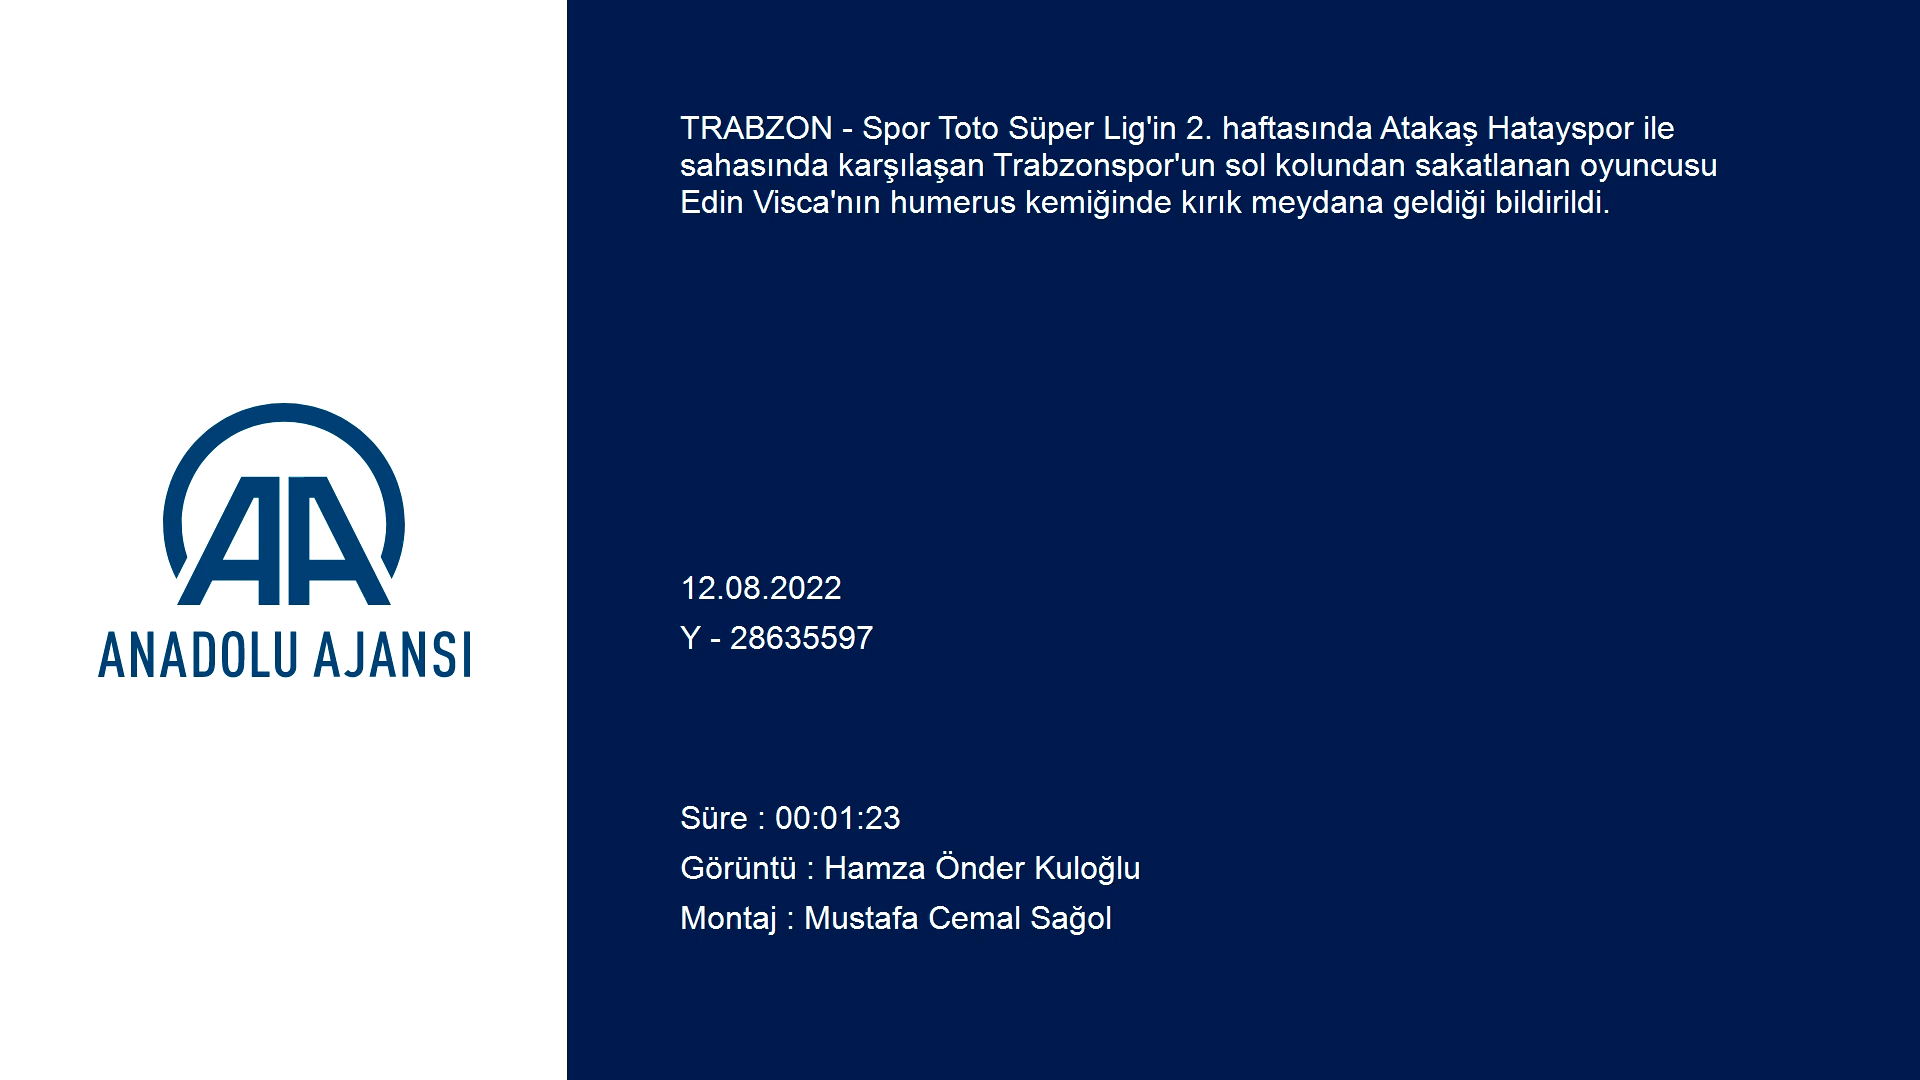 TRABZON - Spor Toto Süper Lig'in 2. haftasında Atakaş Hatayspor ile
sahasında karşılaşan Trabzonspor'un sol kolundan sakatlanan oyuncusu
Edin Visca'nın humerus kemiğinde kırık meydana geldiği bildirildi.
AA
ANADOLU AJANSI
12.08.2022
Y - 28635597
Süre : 00:01:23
Görüntü : Hamza Önder Kuloğlu
Montaj : Mustafa Cemal Sağol